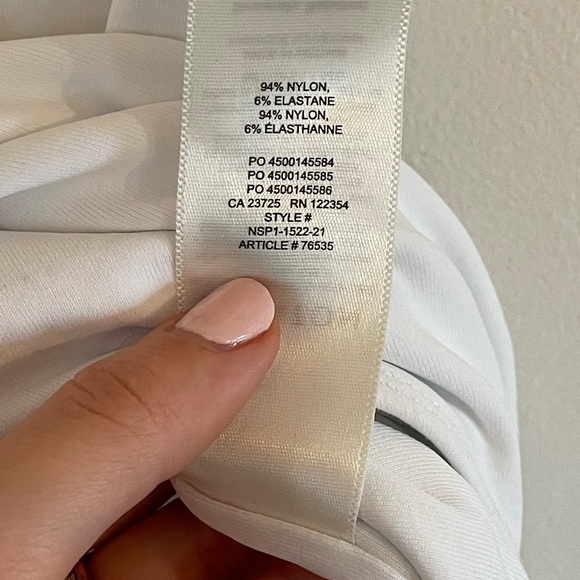 94% NYLON,
6% ELASTANE
94% NYLON,
6% ÉLASTHANNE
PO 4500145584
PO 4500145585
PO 4500145586
CA 23725 RN 122354
STYLE #
NSP1-1522-21
ARTICLE # 76535